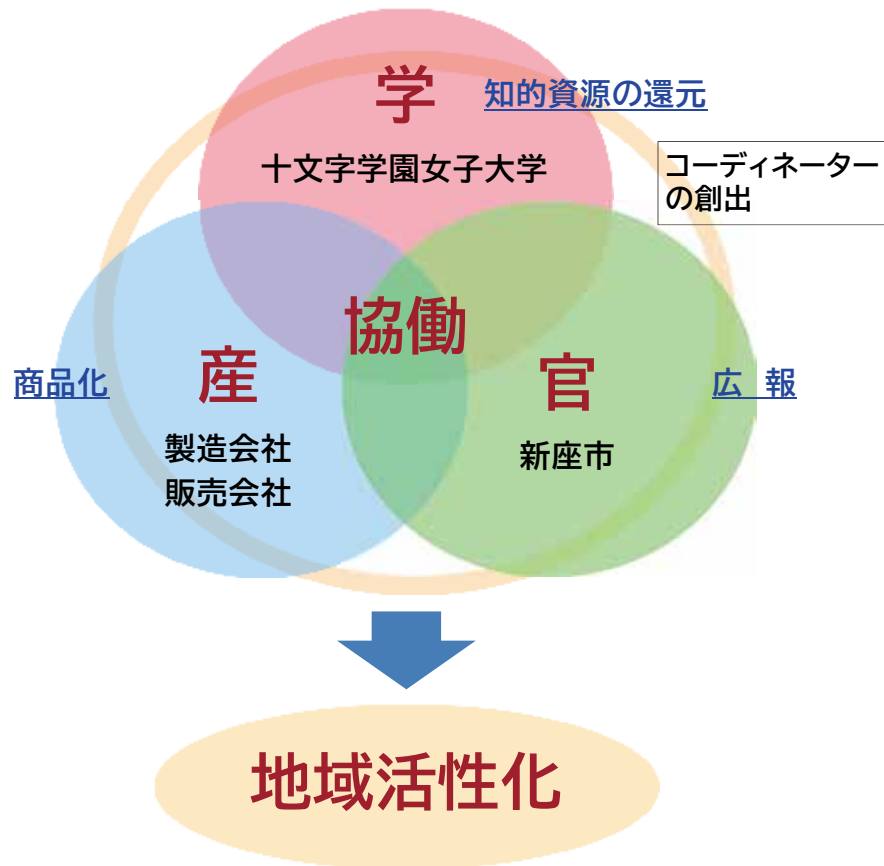 学
知的資源の還元
十文字学園女子大学
コーディネーター
の創出
協働
産
官
商品化
広 報
製造会社
販売会社
新座市
地域活性化